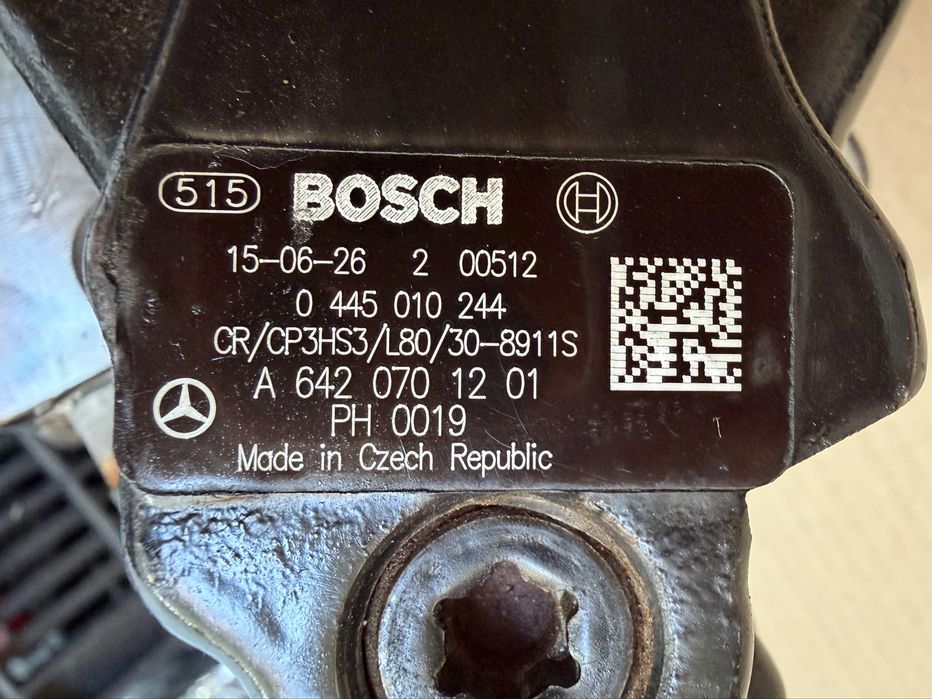 515 BOSCH H
15-06-26 2 00512
0 445 010 244
CR/CP3HS3/L80/30-8911S
A 642 070 12 01
PH 0019
Made in Czech Republic